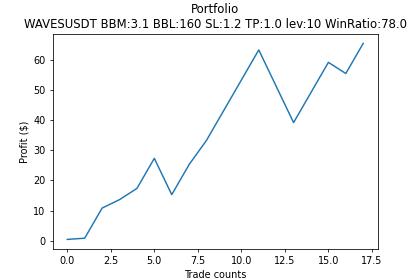 Portfolio
WAVESUSDT BBM:3.1 BBL:160 SL:1.2 TP:1.0 lev:10 WinRatio:78.0
60
50
40
30
20
10
0
Profit ($)
0.0 2.5 5.0 7.5 10.0 12.5 15.0 17.5
Trade counts